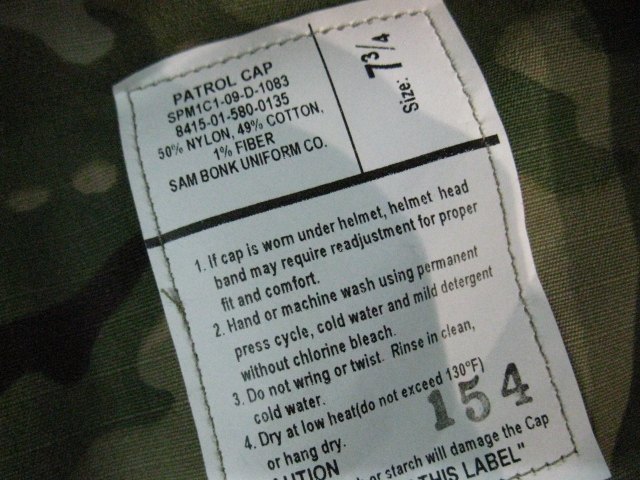 PATROL CAP
SPM1C1-09-D-1083
8415-01-580-0135
50% NYLON, 49% COTTON,
1% FIBER
SAM BONK UNIFORM CO.
Size: 7 3/4
1. If cap is worn under helmet, helmet head
band may require readjustment for proper
fit and comfort.
2. Hand or machine wash using permanent
press cycle, cold water and mild detergent
without chlorine bleach.
3. Do not wring or twist. Rinse in clean,
cold water.
4. Dry at low heat(do not exceed 130°F)
or hang dry.
154
starch will damage the Cap
THIS LABEL"